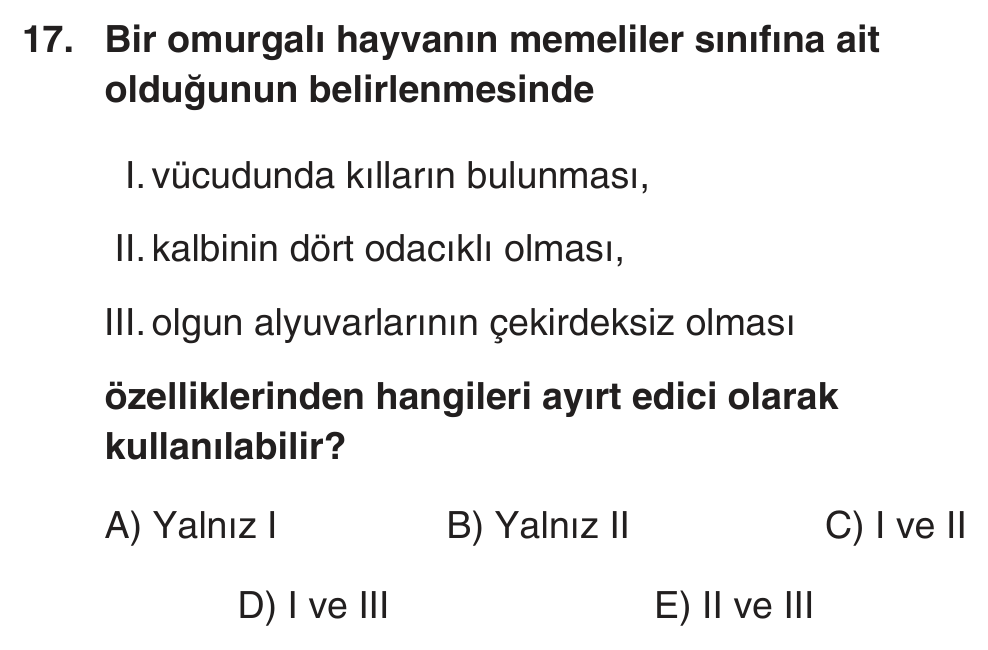 17. Bir omurgalı hayvanın memeliler sınıfına ait
olduğunun belirlenmesinde
I. vücudunda kılların bulunması,
II. kalbinin dört odacıklı olması,
III. olgun alyuvarlarının çekirdeksiz olması
özelliklerinden hangileri ayırt edici olarak
kullanılabilir?
A) Yalnız I B) Yalnız II C) I ve II
D) I ve III E) II ve III